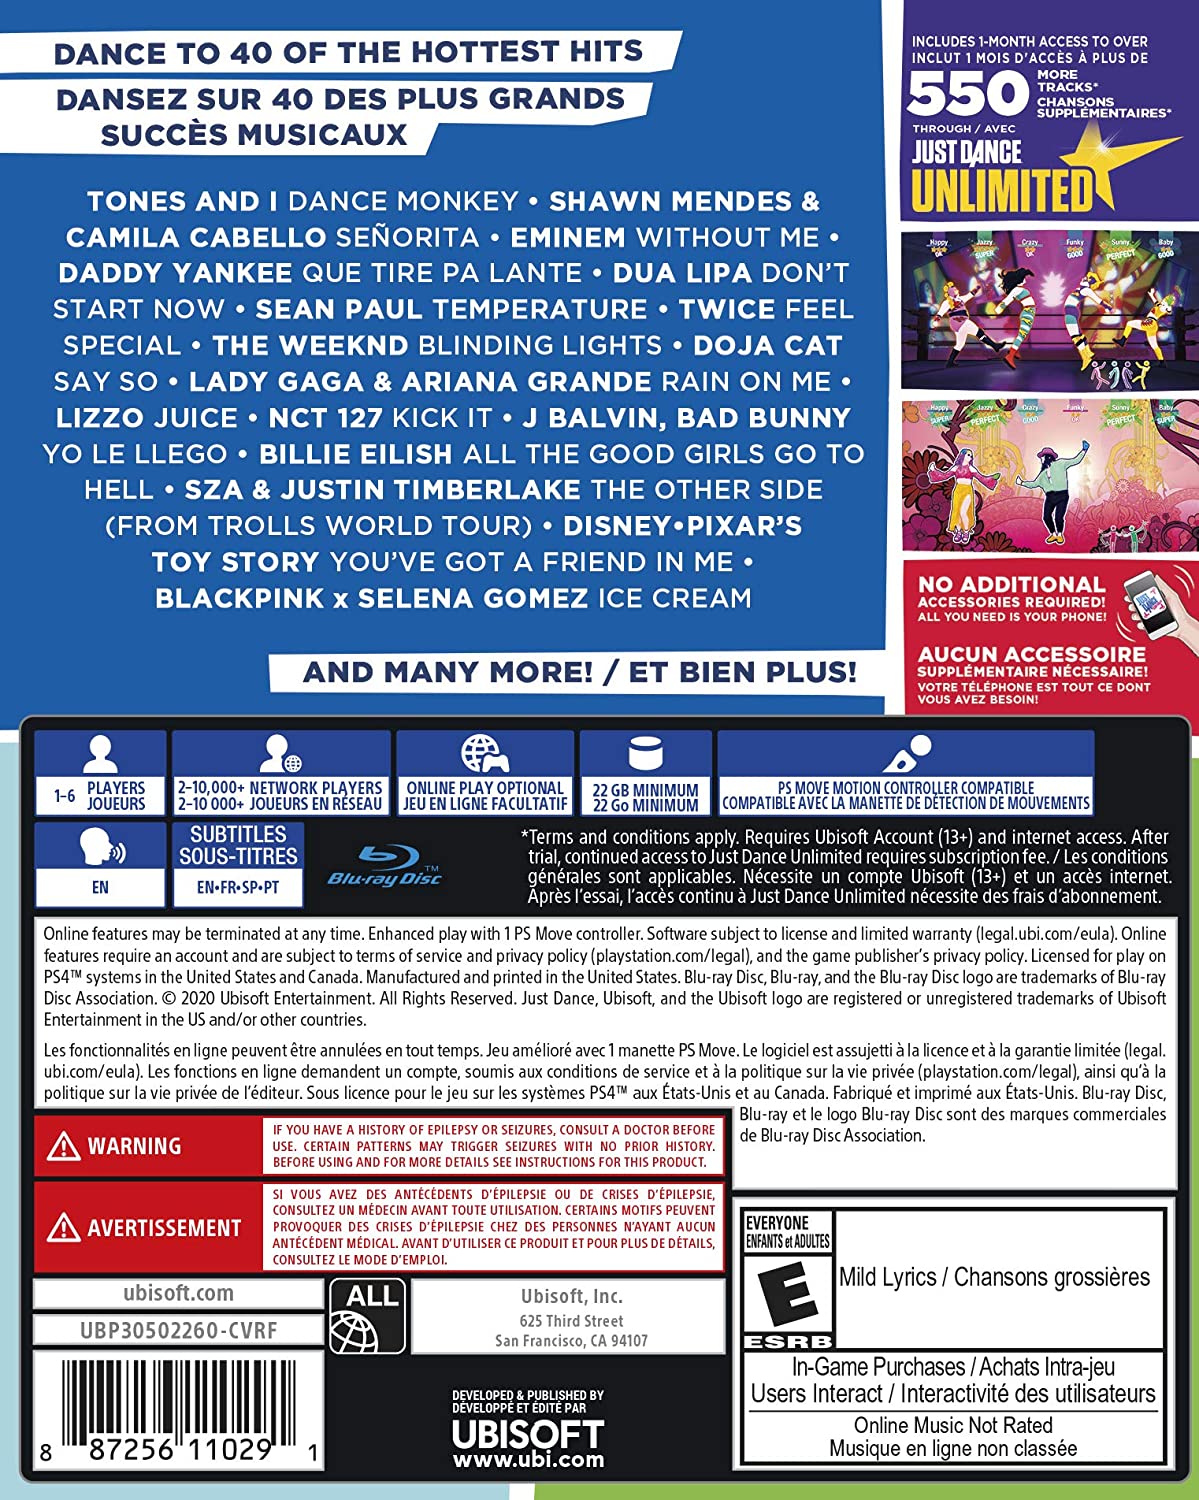 DANCE TO 40 OF THE HOTTEST HITS
DANSEZ SUR 40 DES PLUS GRANDS
SUCCÈS MUSICAUX
TONES AND I DANCE MONKEY • SHAWN MENDES &
CAMILA CABELLO SEÑORITA • EMINEM WITHOUT ME •
DADDY YANKEE QUE TIRE PA LANTE • DUA LIPA DON'T
START NOW • SEAN PAUL TEMPERATURE • TWICE FEEL
SPECIAL • THE WEEKND BLINDING LIGHTS • DOJA CAT
SAY SO • LADY GAGA & ARIANA GRANDE RAIN ON ME •
LIZZO JUICE • NCT 127 KICK IT • J BALVIN, BAD BUNNY
YO LE LLEGO • BILLIE EILISH ALL THE GOOD GIRLS GO TO
HELL • SZA & JUSTIN TIMBERLAKE THE OTHER SIDE
(FROM TROLLS WORLD TOUR) • DISNEY•PIXAR'S
TOY STORY YOU'VE GOT A FRIEND IN ME •
BLACKPINK x SELENA GOMEZ ICE CREAM
AND MANY MORE! / ET BIEN PLUS!
INCLUDES 1-MONTH ACCESS TO OVER
INCLUT 1 MOIS D'ACCÈS À PLUS DE
550 MORE TRACKS*
CHANSONS
SUPPLÉMENTAIRES*
THROUGH / AVEC
JUST DANCE
UNLIMITED
Happy Jazzy Crazy Funky Sunny Baby
OK SUPER OK GOOD PERFECT GOOD
Happy Jazzy Crazy Funky Sunny Baby
SUPER PERFECT GOOD OK PERFECT SUPER
NO ADDITIONAL
ACCESSORIES REQUIRED!
ALL YOU NEED IS YOUR PHONE!
JUST DANCE
AUCUN ACCESSOIRE
SUPPLÉMENTAIRE NÉCESSAIRE!
VOTRE TÉLÉPHONE EST TOUT CE DONT
VOUS AVEZ BESOIN!
1-6 PLAYERS
JOUEURS
2-10,000+ NETWORK PLAYERS
2-10 000+ JOUEURS EN RÉSEAU
ONLINE PLAY OPTIONAL
JEU EN LIGNE FACULTATIF
22 GB MINIMUM
22 Go MINIMUM
PS MOVE MOTION CONTROLLER COMPATIBLE
COMPATIBLE AVEC LA MANETTE DE DÉTECTION DE MOUVEMENTS
EN
SUBTITLES
SOUS-TITRES
EN•FR•SP•PT
Blu-ray Disc™
*Terms and conditions apply. Requires Ubisoft Account (13+) and internet access. After
trial, continued access to Just Dance Unlimited requires subscription fee. / Les conditions
générales sont applicables. Nécessite un compte Ubisoft (13+) et un accès internet.
Après l'essai, l'accès continu à Just Dance Unlimited nécessite des frais d'abonnement.
Online features may be terminated at any time. Enhanced play with 1 PS Move controller. Software subject to license and limited warranty (legal.ubi.com/eula). Online
features require an account and are subject to terms of service and privacy policy (playstation.com/legal), and the game publisher's privacy policy. Licensed for play on
PS4™ systems in the United States and Canada. Manufactured and printed in the United States. Blu-ray Disc, Blu-ray, and the Blu-ray Disc logo are trademarks of Blu-ray
Disc Association. © 2020 Ubisoft Entertainment. All Rights Reserved. Just Dance, Ubisoft, and the Ubisoft logo are registered or unregistered trademarks of Ubisoft
Entertainment in the US and/or other countries.
Les fonctionnalités en ligne peuvent être annulées en tout temps. Jeu amélioré avec 1 manette PS Move. Le logiciel est assujetti à la licence et à la garantie limitée (legal.
ubi.com/eula). Les fonctions en ligne demandent un compte, soumis aux conditions de service et à la politique sur la vie privée (playstation.com/legal), ainsi qu'à la
politique sur la vie privée de l'éditeur. Sous licence pour le jeu sur les systèmes PS4™ aux États-Unis et au Canada. Fabriqué et imprimé aux États-Unis. Blu-ray Disc,
Blu-ray et le logo Blu-ray Disc sont des marques commerciales
de Blu-ray Disc Association.
WARNING
IF YOU HAVE A HISTORY OF EPILEPSY OR SEIZURES, CONSULT A DOCTOR BEFORE
USE. CERTAIN PATTERNS MAY TRIGGER SEIZURES WITH NO PRIOR HISTORY.
BEFORE USING AND FOR MORE DETAILS SEE INSTRUCTIONS FOR THIS PRODUCT.
AVERTISSEMENT
SI VOUS AVEZ DES ANTÉCÉDENTS D'ÉPILEPSIE OU DE CRISES D'ÉPILEPSIE,
CONSULTEZ UN MÉDECIN AVANT TOUTE UTILISATION. CERTAINS MOTIFS PEUVENT
PROVOQUER DES CRISES D'ÉPILEPSIE CHEZ DES PERSONNES N'AYANT AUCUN
ANTÉCÉDENT MÉDICAL. AVANT D'UTILISER CE PRODUIT ET POUR PLUS DE DÉTAILS,
CONSULTEZ LE MODE D'EMPLOI.
ubisoft.com
UBP30502260-CVRF
ALL
Ubisoft, Inc.
625 Third Street
San Francisco, CA 94107
8 87256 11029 1
DEVELOPED & PUBLISHED BY
DÉVELOPPÉ ET ÉDITÉ PAR
UBISOFT
www.ubi.com
EVERYONE
ENFANTS et ADULTES
E
ESRB
Mild Lyrics / Chansons grossières
In-Game Purchases / Achats Intra-jeu
Users Interact / Interactivité des utilisateurs
Online Music Not Rated
Musique en ligne non classée